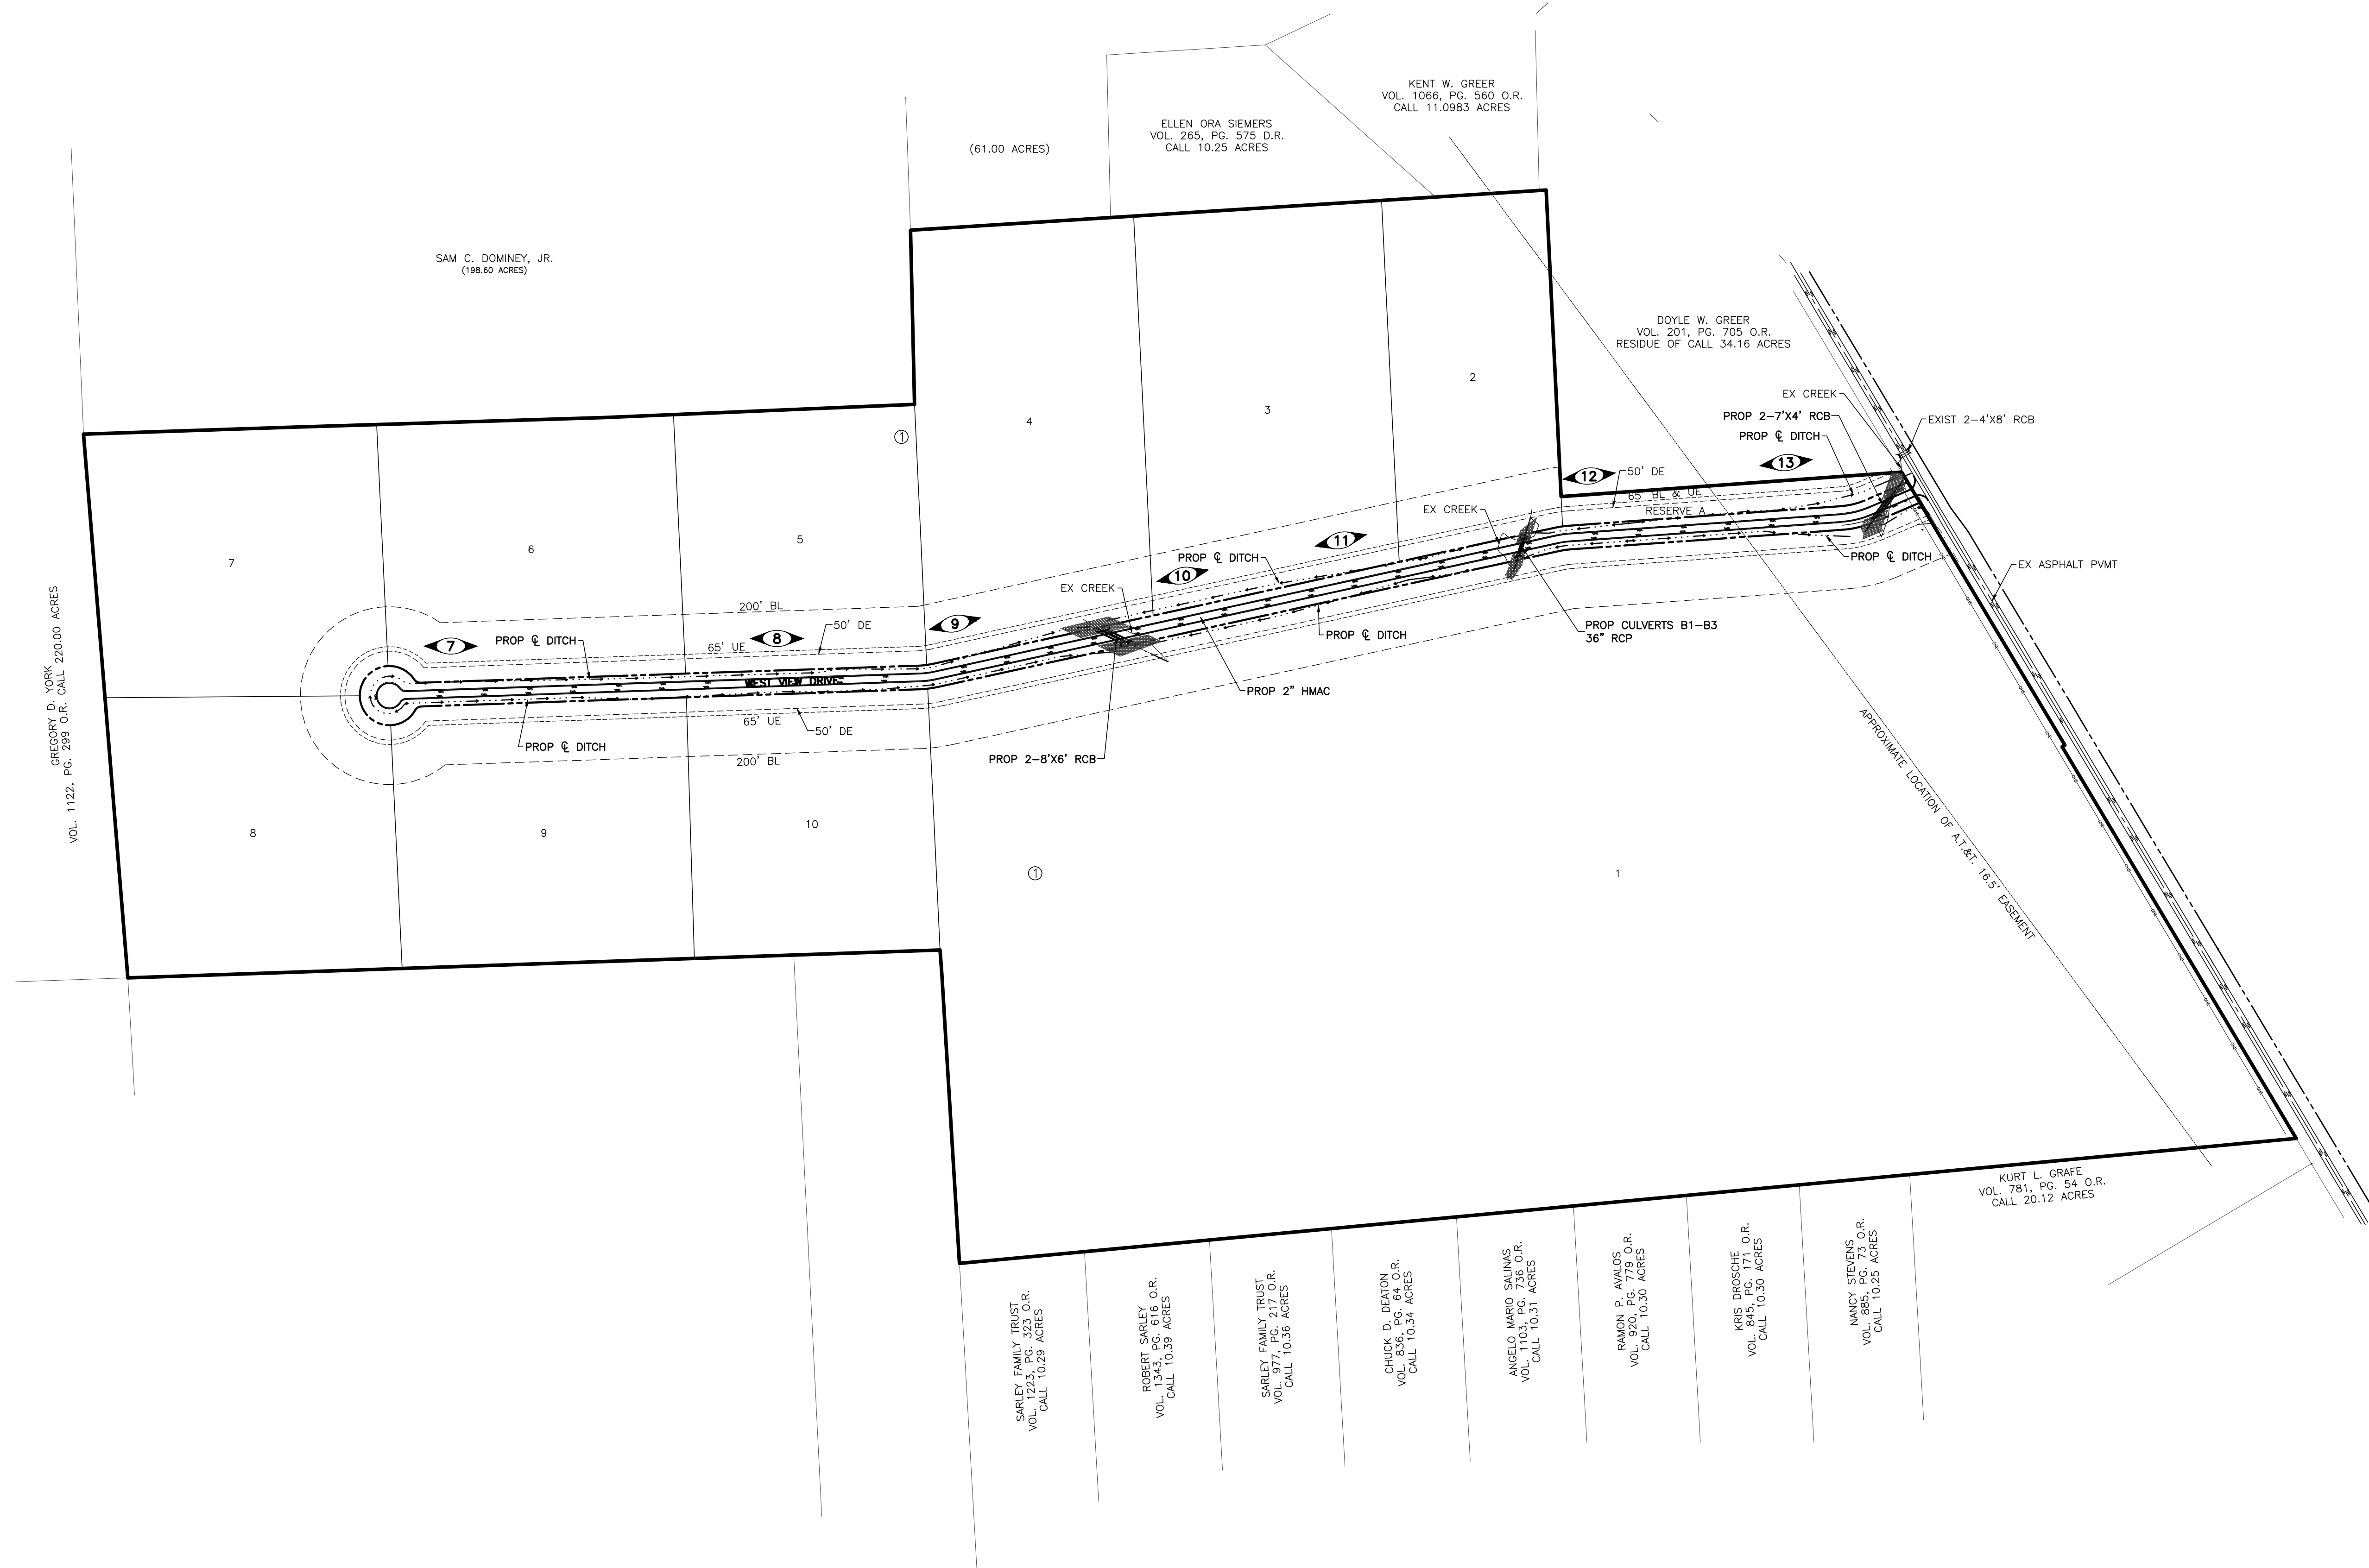 KENT W. GREER
VOL. 1066, PG. 560 O.R.
CALL 11.0983 ACRES
ELLEN ORA SIEMERS
VOL. 265, PG. 575 D.R.
CALL 10.25 ACRES
(61.00 ACRES)
SAM C. DOMINEY, JR.
(198.60 ACRES)
DOYLE W. GREER
VOL. 201, PG. 705 O.R.
RESIDUE OF CALL 34.16 ACRES
EX CREEK
PROP 2-7'X4' RCB
PROP ℄ DITCH
EXIST 2-4'X8' RCB
2
3
4
1
13
12
50' DE
65' BL & UE
RESERVE A
EX CREEK
11
PROP ℄ DITCH
10
EX CREEK
PROP ℄ DITCH
EX ASPHALT PVMT
5
6
7
200' BL
9
50' DE
8
65' UE
PROP ℄ DITCH
7
PROP CULVERTS B1-B3
36" RCP
PROP ℄ DITCH
WEST VIEW DRIVE
PROP 2" HMAC
65' UE
50' DE
PROP ℄ DITCH
200' BL
PROP 2-8'X6' RCB
GREGORY D. YORK
VOL. 1122, PG. 299 O.R. CALL 220.00 ACRES
APPROXIMATE LOCATION OF A.T.&T. 16.5' EASEMENT
8
9
10
1
1
KURT L. GRAFE
VOL. 781, PG. 54 O.R.
CALL 20.12 ACRES
SARLEY FAMILY TRUST
VOL. 1223, PG. 323 O.R.
CALL 10.29 ACRES
ROBERT SARLEY
VOL. 1343, PG. 616 O.R.
CALL 10.39 ACRES
SARLEY FAMILY TRUST
VOL. 977, PG. 217 O.R.
CALL 10.36 ACRES
CHUCK D. DEATON
VOL. 836, PG. 64 O.R.
CALL 10.34 ACRES
ANGELO MARIO SALINAS
VOL. 1103, PG. 736 O.R.
CALL 10.31 ACRES
RAMON P. AVALOS
VOL. 920, PG. 779 O.R.
CALL 10.30 ACRES
KRIS DROSCHE
VOL. 845, PG. 171 O.R.
CALL 10.30 ACRES
NANCY STEVENS
VOL. 885, PG. 73 O.R.
CALL 10.25 ACRES